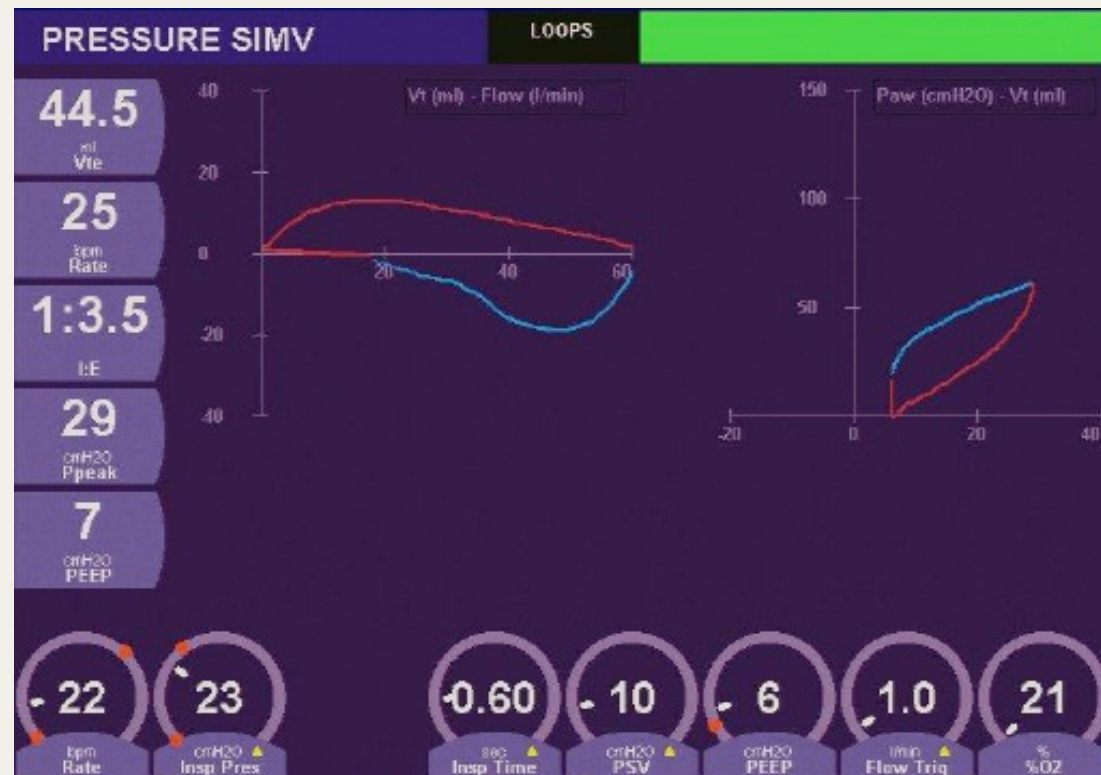 PRESSURE SIMV
LOOPS
44.5
ml
Vte
25
bpm
Rate
1:3.5
I:E
29
cmH2O
Ppeak
7
cmH2O
PEEP
Vt (ml) - Flow (l/min)
40
20
0
-20
-40
20
40
60
Paw (cmH2O) - Vt (ml)
150
100
50
-20
0
20
40
22
bpm
Rate
23
cmH2O
Insp Pres
0.60
sec
Insp Time
10
cmH2O
PSV
6
cmH2O
PEEP
1.0
l/min
Flow Trig
21
%
%O2